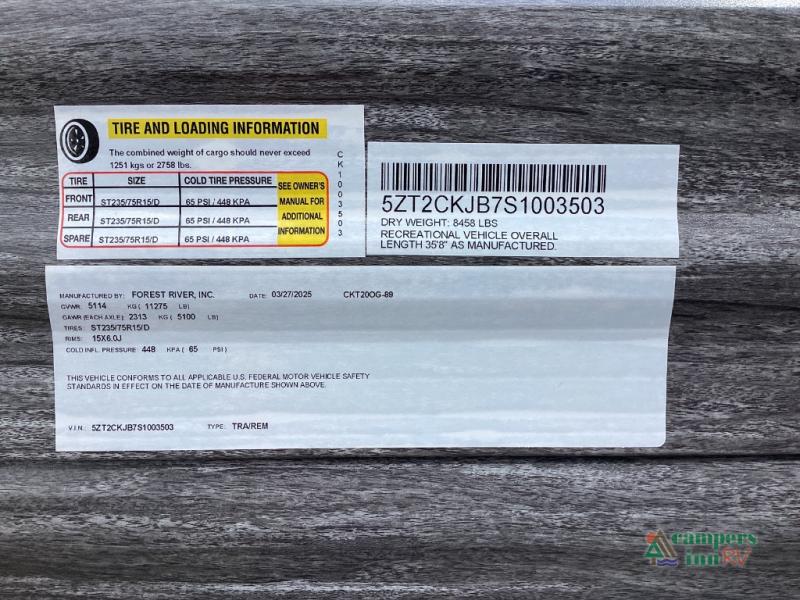 TIRE AND LOADING INFORMATION
The combined weight of cargo should never exceed
1251 kgs or 2758 lbs.
TIRE SIZE COLD TIRE PRESSURE SEE OWNER'S MANUAL FOR ADDITIONAL INFORMATION
FRONT ST235/75R15/D 65 PSI / 448 KPA
REAR ST235/75R15/D 65 PSI / 448 KPA
SPARE ST235/75R15/D 65 PSI / 448 KPA
CK1003503
5ZT2CKJB7S1003503
DRY WEIGHT: 8458 LBS
RECREATIONAL VEHICLE OVERALL
LENGTH 35'8" AS MANUFACTURED.
MANUFACTURED BY: FOREST RIVER, INC. DATE: 03/27/2025 CKT20OG-89
GVWR: 5114 KG ( 11275 LB)
GAWR (EACH AXLE): 2313 KG ( 5100 LB)
TIRES: ST235/75R15/D
RIMS: 15X6.0J
COLD INFL. PRESSURE: 448 KPA ( 65 PSI)
THIS VEHICLE CONFORMS TO ALL APPLICABLE U.S. FEDERAL MOTOR VEHICLE SAFETY
STANDARDS IN EFFECT ON THE DATE OF MANUFACTURE SHOWN ABOVE.
V.I.N.: 5ZT2CKJB7S1003503 TYPE: TRA/REM
campers
inn RV